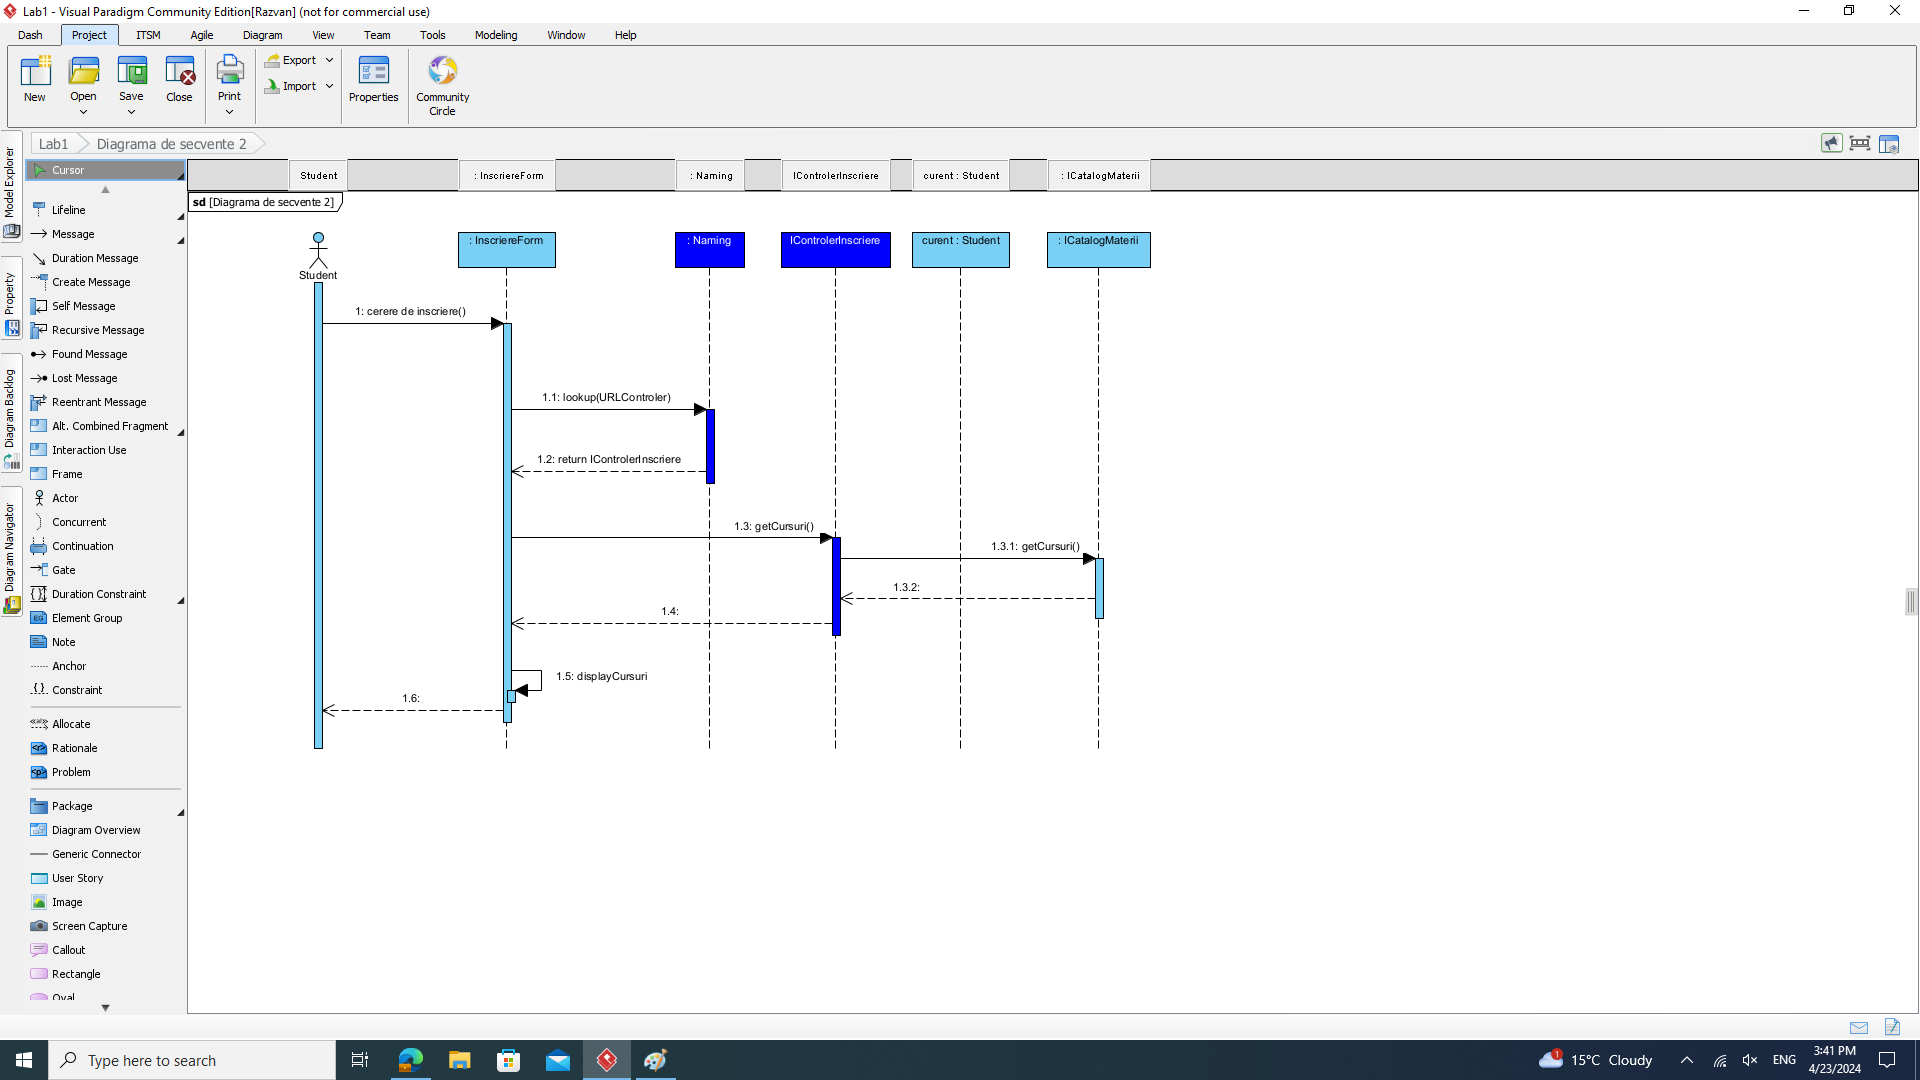 Lab1 - Visual Paradigm Community Edition[Razvan] (not for commercial use)
Dash Project ITSM Agile Diagram View Team Tools Modeling Window Help
New Open Save Close Print Export Import Properties Community Circle
Lab1 Diagrama de secvente 2
Model Explorer
Property
Diagram Backlog
Diagram Navigator
Cursor
Lifeline
Message
Duration Message
Create Message
Self Message
Recursive Message
Found Message
Lost Message
Reentrant Message
Alt. Combined Fragment
Interaction Use
Frame
Actor
Concurrent
Continuation
Gate
Duration Constraint
Element Group
Note
Anchor
Constraint
Allocate
Rationale
Problem
Package
Diagram Overview
Generic Connector
User Story
Image
Screen Capture
Callout
Rectangle
Oval
Student : InscriereForm : Naming IControlerInscriere curent : Student : ICatalogMaterii
sd [Diagrama de secvente 2]
: InscriereForm : Naming IControlerInscriere curent : Student : ICatalogMaterii
Student
1: cerere de inscriere()
1.1: lookup(URLControler)
1.2: return IControlerInscriere
1.3: getCursuri()
1.3.1: getCursuri()
1.3.2:
1.4:
1.5: displayCursuri
1.6:
Type here to search
1
15°C Cloudy
ENG
3:41 PM
4/23/2024